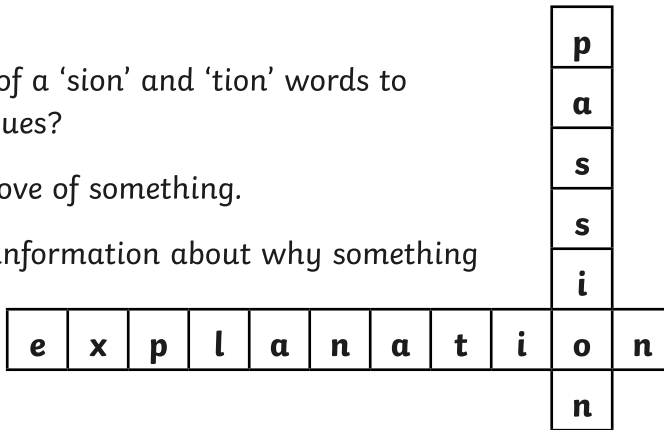 of a ‘sion’ and ‘tion’ words to
ues?
ove of something.
nformation about why something
p
a
s
s
i
e x p l a n a t i o n
n